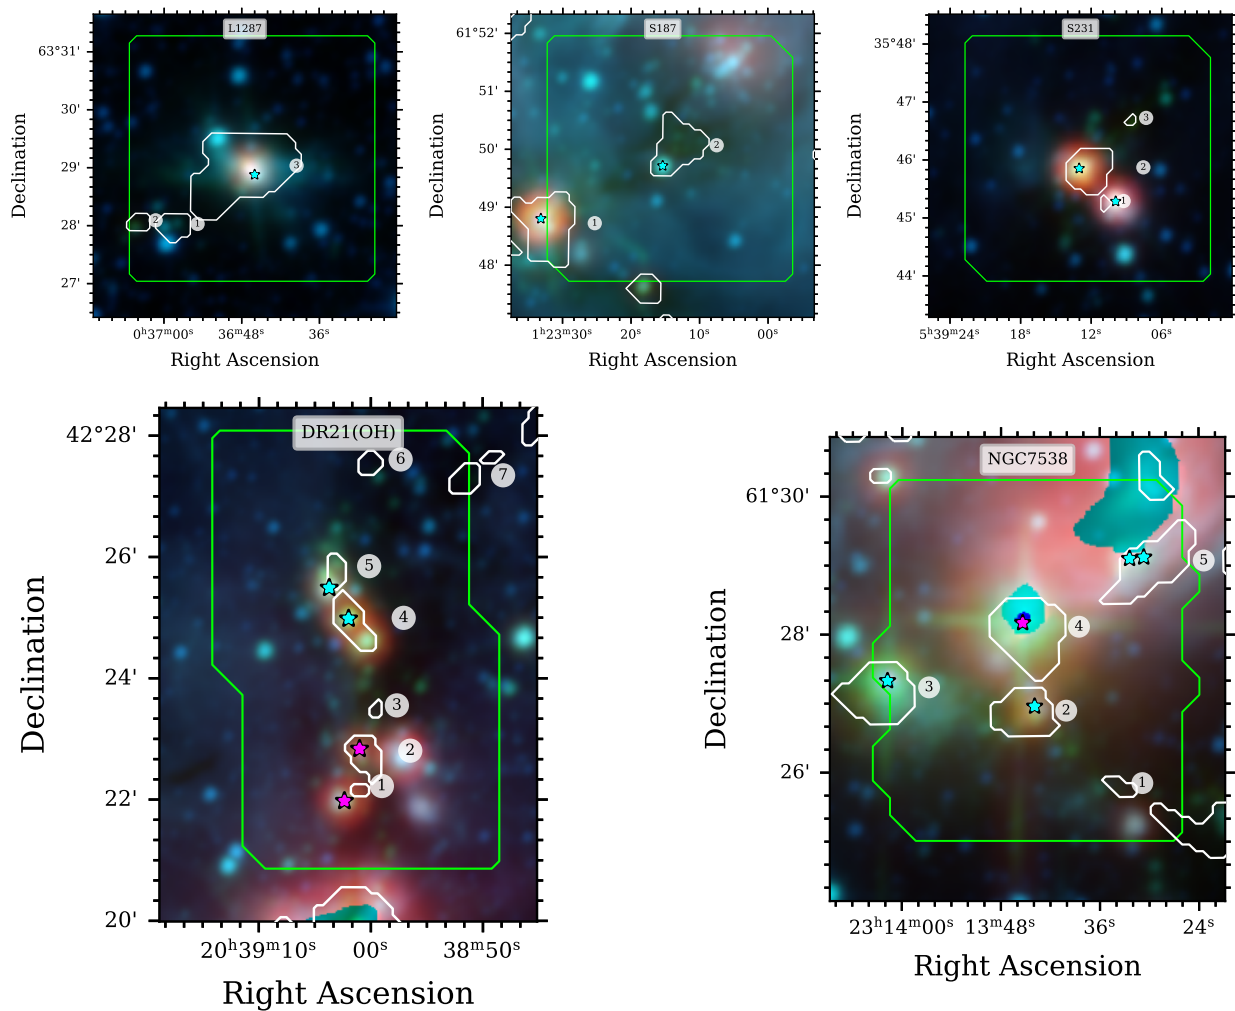 L1287
63°31'
30'
29'
28'
27'
3
2
1
Declination
0ʰ37ᵐ00ˢ 36ᵐ48ˢ 36ˢ
Right Ascension
S187
61°52'
51'
50'
49'
48'
2
1
Declination
1ʰ23ᵐ30ˢ 20ˢ 10ˢ 00ˢ
Right Ascension
S231
35°48'
47'
46'
45'
44'
3
2
1
Declination
5ʰ39ᵐ24ˢ 18ˢ 12ˢ 06ˢ
Right Ascension
DR21(OH)
42°28'
26'
24'
22'
20'
6
7
5
4
3
2
1
Declination
20ʰ39ᵐ10ˢ 00ˢ 38ᵐ50ˢ
Right Ascension
NGC7538
61°30'
28'
26'
5
4
3
2
1
Declination
23ʰ14ᵐ00ˢ 13ᵐ48ˢ 36ˢ 24ˢ
Right Ascension